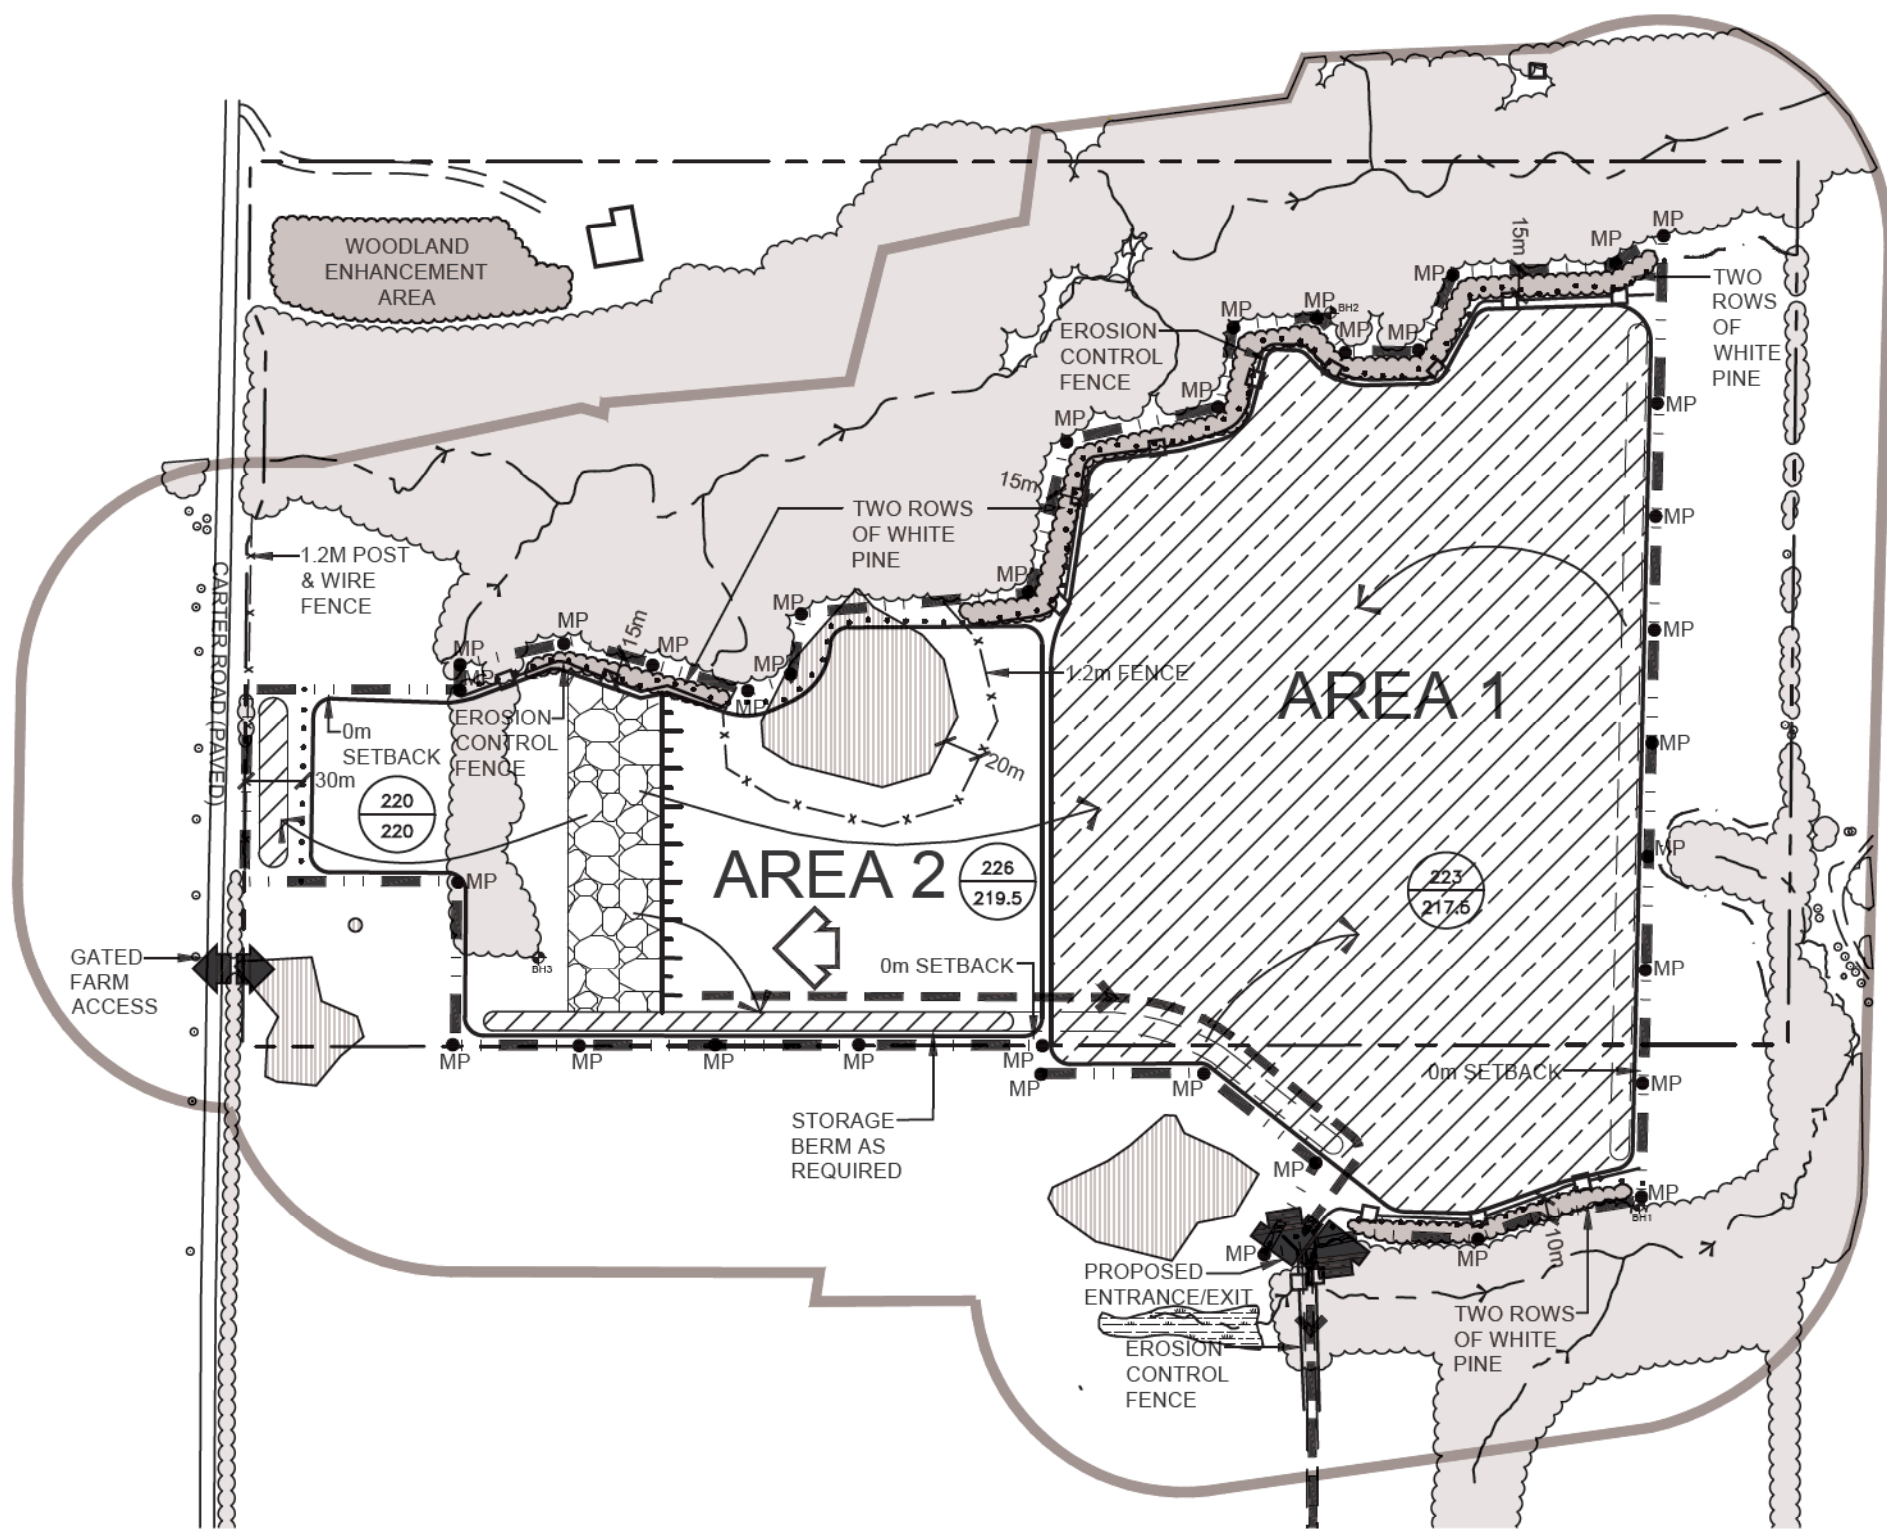 WOODLAND
ENHANCEMENT
AREA
MP
MP
15m
MP
TWO
ROWS
OF
WHITE
PINE
MP
MP
BH2
MP
MP
EROSION
CONTROL
FENCE
MP
MP
MP
15m
TWO ROWS
OF WHITE
PINE
MP
1.2M POST
& WIRE
FENCE
CARTER ROAD (PAVED)
MP
MP
MP
15m
MP
MP
MP
MP
MP
MP
MP
1.2m FENCE
AREA 1
EROSION
CONTROL
FENCE
0m
SETBACK
30m
20m
MP
220
220
AREA 2
226
219.5
223
217.5
MP
MP
GATED
FARM
ACCESS
BH3
0m SETBACK
MP
MP
MP
MP
MP
MP
MP
MP
0m SETBACK
MP
STORAGE
BERM AS
REQUIRED
MP
MP
BH1
MP
MP
10m
PROPOSED
ENTRANCE/EXIT
TWO ROWS
OF WHITE
PINE
EROSION
CONTROL
FENCE